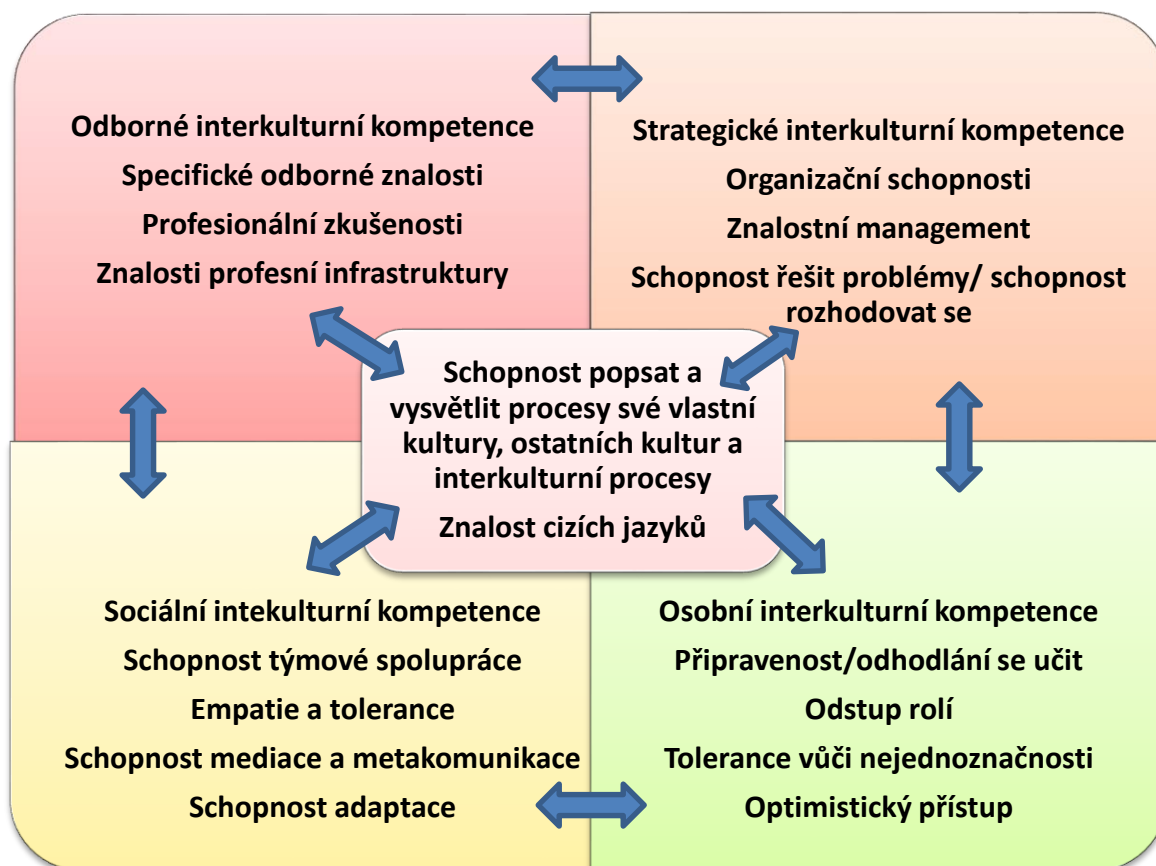 Odborné interkulturní kompetence
Specifické odborné znalosti
Profesionální zkušenosti
Znalosti profesní infrastruktury
Strategické interkulturní kompetence
Organizační schopnosti
Znalostní management
Schopnost řešit problémy/ schopnost
rozhodovat se
Schopnost popsat a
vysvětlit procesy své vlastní
kultury, ostatních kultur a
interkulturní procesy
Znalost cizích jazyků
Sociální intekulturní kompetence
Schopnost týmové spolupráce
Empatie a tolerance
Schopnost mediace a metakomunikace
Schopnost adaptace
Osobní interkulturní kompetence
Připravenost/odhodlání se učit
Odstup rolí
Tolerance vůči nejednoznačnosti
Optimistický přístup